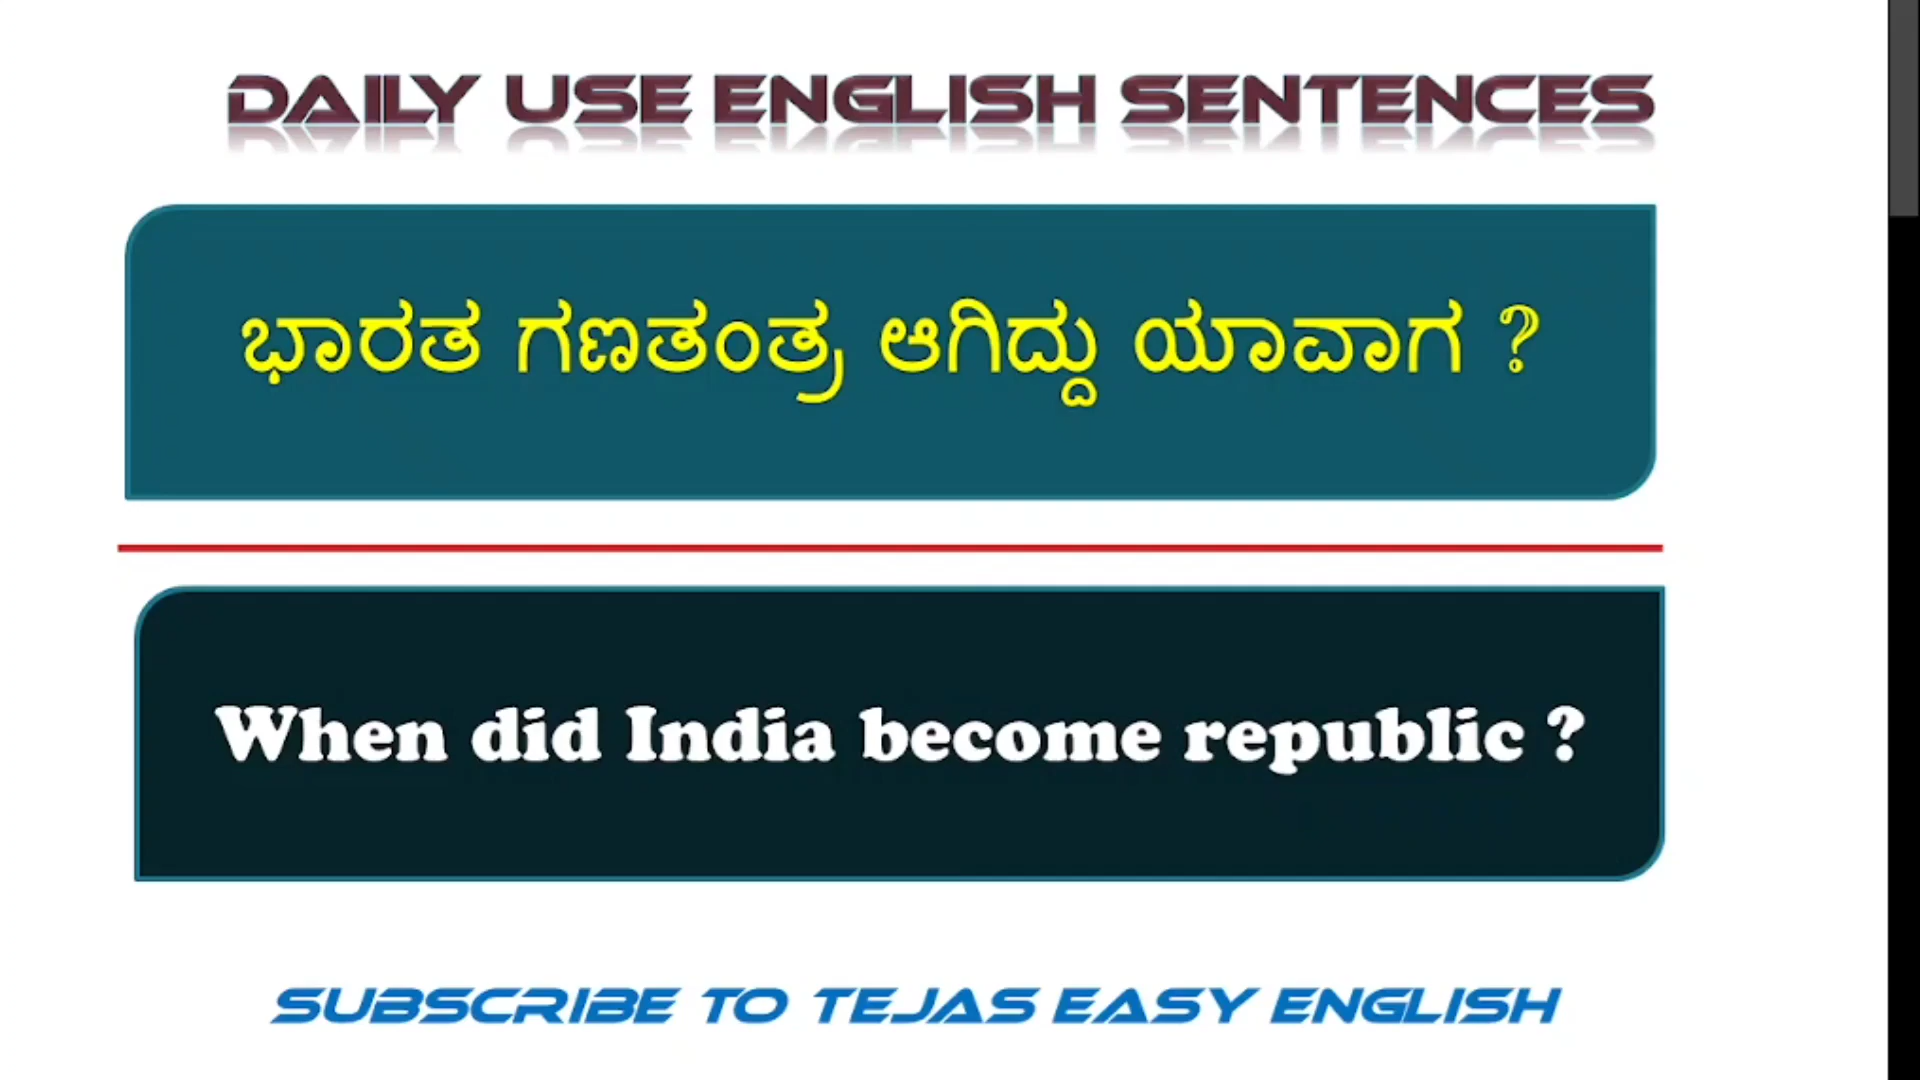 DAILY USE ENGLISH SENTENCES
ಭಾರತ ಗಣತಂತ್ರ ಆಗಿದ್ದು ಯಾವಾಗ ?
When did India become republic ?
SUBSCRIBE TO TEJAS EASY ENGLISH